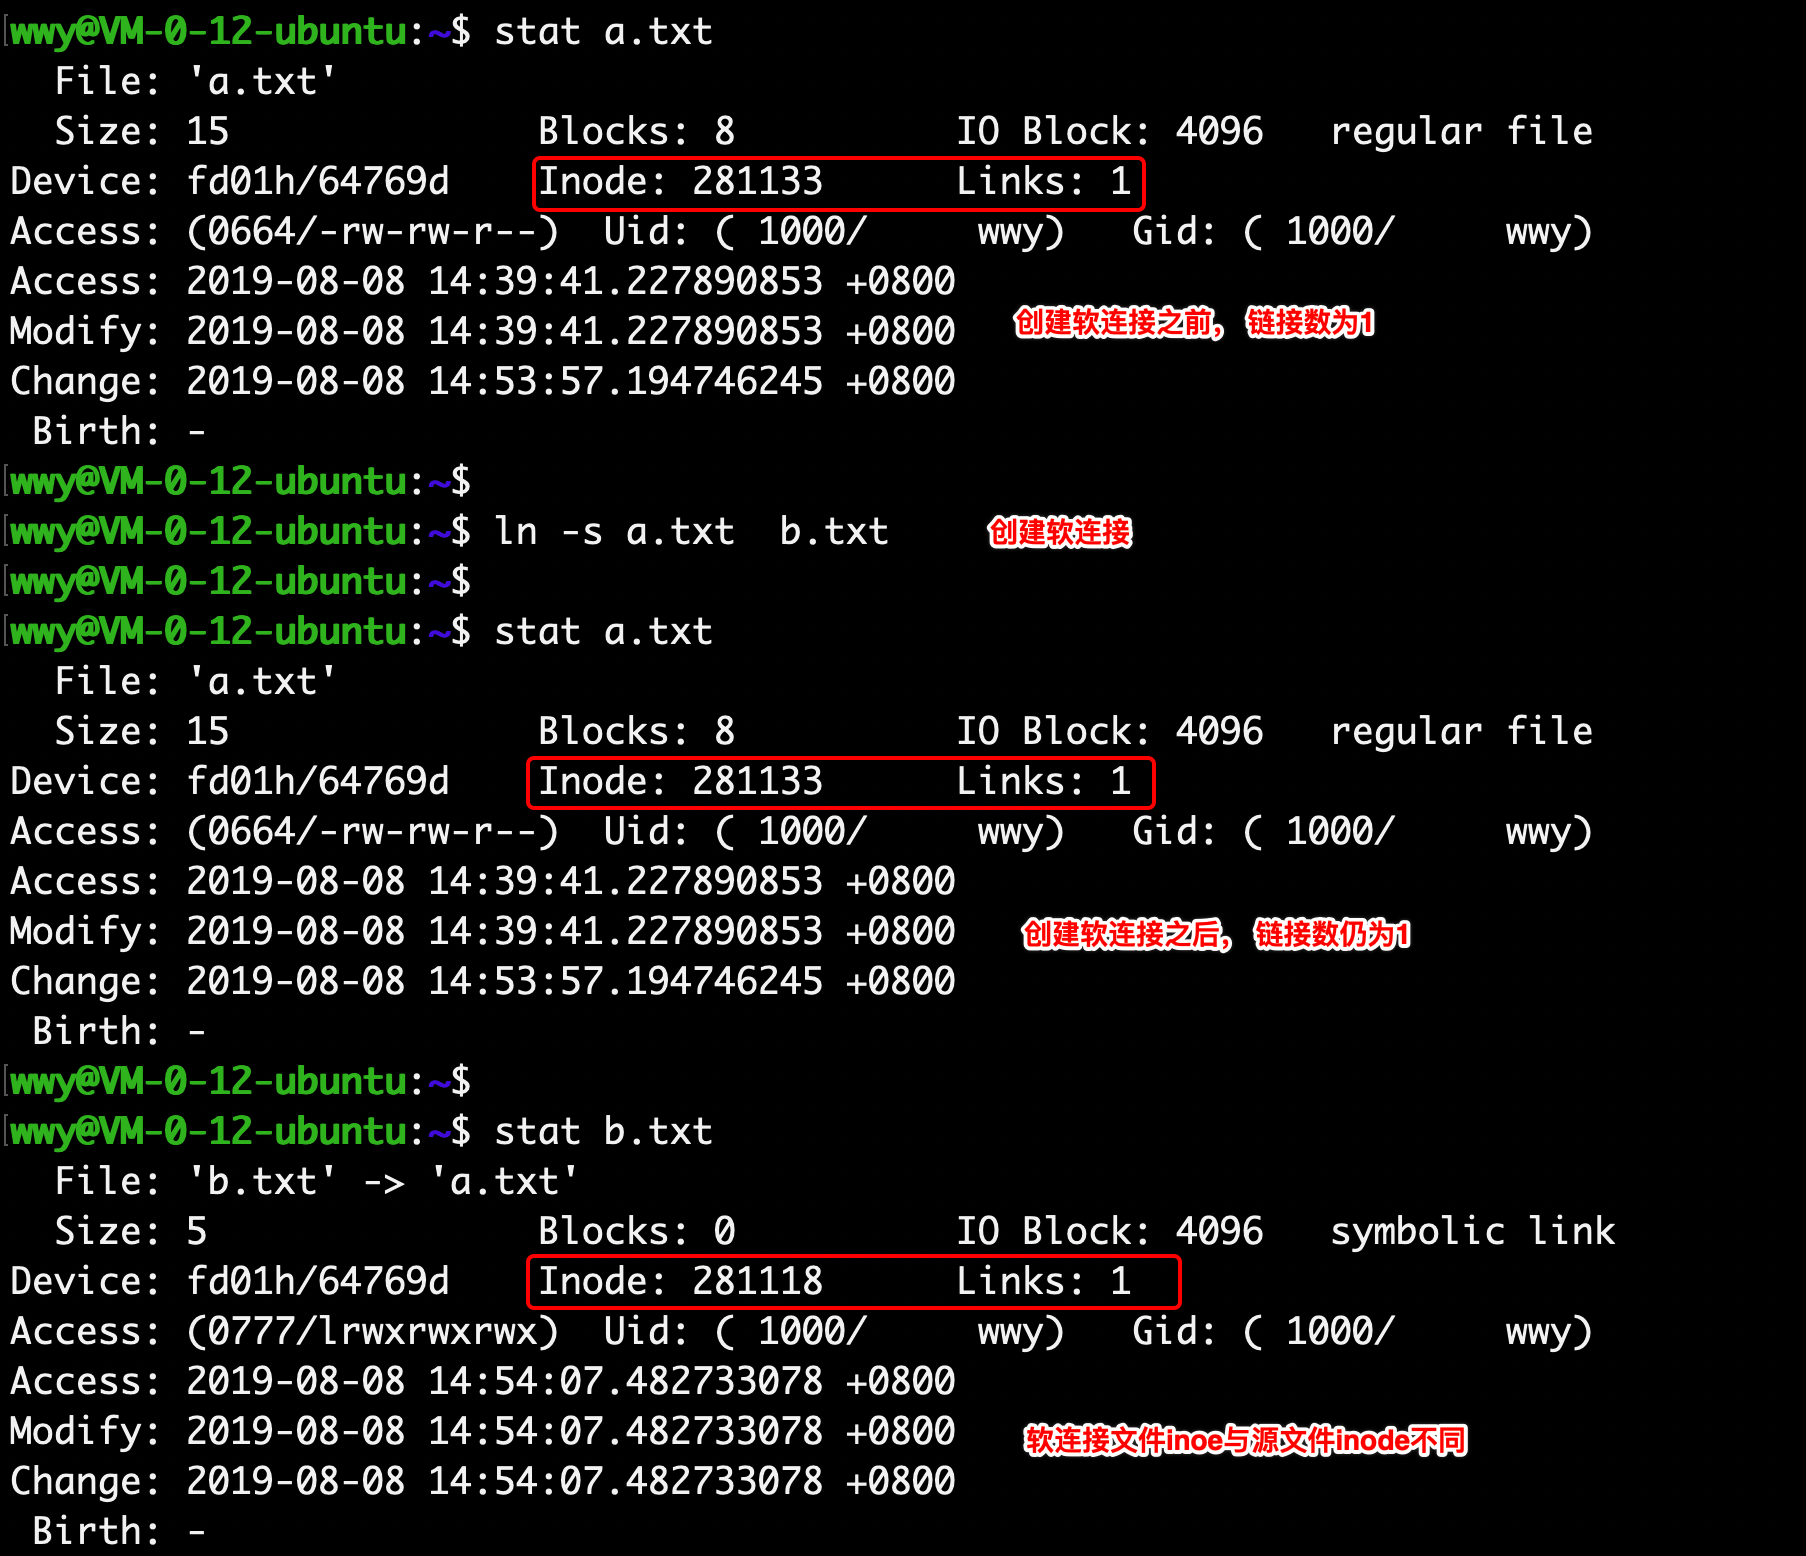 wwy@VM-0-12-ubuntu:~$ stat a.txt
  File: 'a.txt'
  Size: 15              Blocks: 8          IO Block: 4096   regular file
Device: fd01h/64769d    Inode: 281133      Links: 1
Access: (0664/-rw-rw-r--)  Uid: ( 1000/     wwy)   Gid: ( 1000/     wwy)
Access: 2019-08-08 14:39:41.227890853 +0800
创建软连接之前， 链接数为1
Modify: 2019-08-08 14:39:41.227890853 +0800
Change: 2019-08-08 14:53:57.194746245 +0800
 Birth: -
wwy@VM-0-12-ubuntu:~$
wwy@VM-0-12-ubuntu:~$ ln -s a.txt  b.txt 创建软连接
wwy@VM-0-12-ubuntu:~$
wwy@VM-0-12-ubuntu:~$ stat a.txt
  File: 'a.txt'
  Size: 15              Blocks: 8          IO Block: 4096   regular file
Device: fd01h/64769d    Inode: 281133      Links: 1
Access: (0664/-rw-rw-r--)  Uid: ( 1000/     wwy)   Gid: ( 1000/     wwy)
Access: 2019-08-08 14:39:41.227890853 +0800
Modify: 2019-08-08 14:39:41.227890853 +0800 创建软连接之后， 链接数仍为1
Change: 2019-08-08 14:53:57.194746245 +0800
 Birth: -
wwy@VM-0-12-ubuntu:~$
wwy@VM-0-12-ubuntu:~$ stat b.txt
  File: 'b.txt' -> 'a.txt'
  Size: 5               Blocks: 0          IO Block: 4096   symbolic link
Device: fd01h/64769d    Inode: 281118      Links: 1
Access: (0777/lrwxrwxrwx)  Uid: ( 1000/     wwy)   Gid: ( 1000/     wwy)
Access: 2019-08-08 14:54:07.482733078 +0800
Modify: 2019-08-08 14:54:07.482733078 +0800 软连接文件inoe与源文件inode不同
Change: 2019-08-08 14:54:07.482733078 +0800
 Birth: -